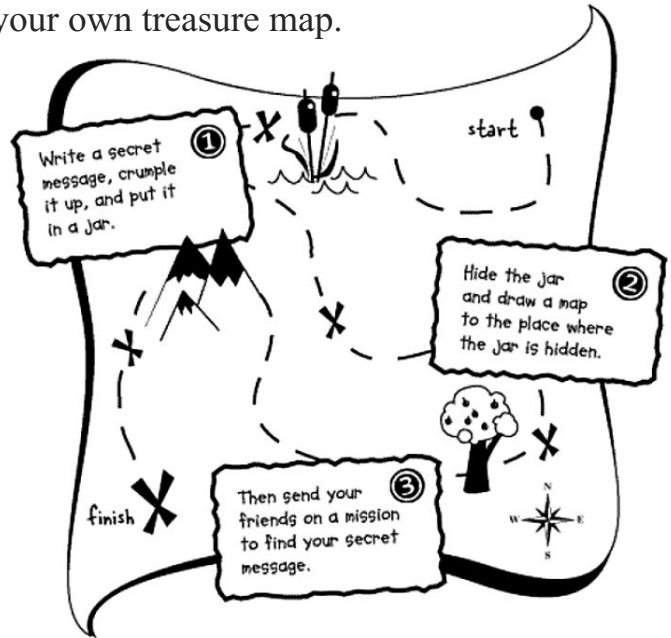 your own treasure map.
start
1
Write a secret
message, crumple
it up, and put it
in a jar.
2
Hide the jar
and draw a map
to the place where
the jar is hidden.
3
Then send your
friends on a mission
to find your secret
message.
finish
N
W E
S